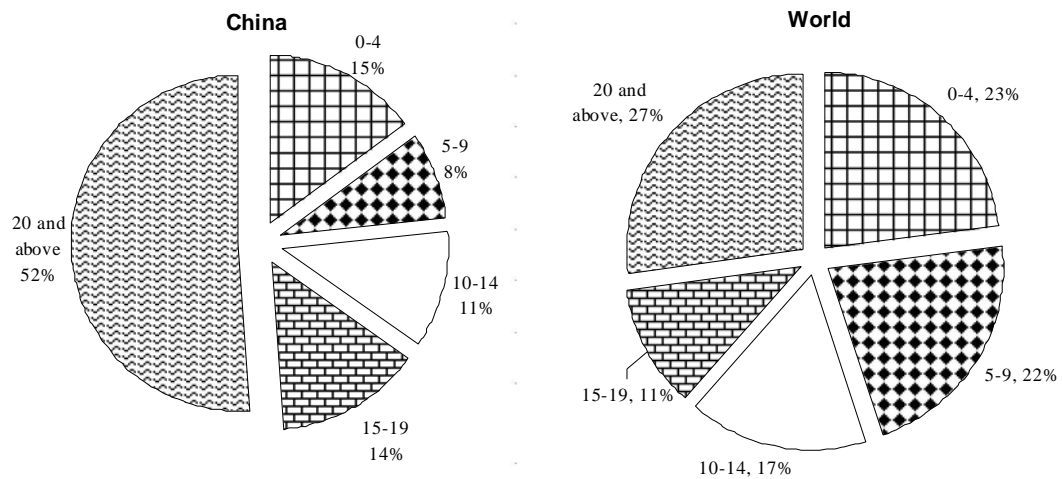 China
0-4
15%
5-9
8%
10-14
11%
15-19
14%
20 and
above
52%
World
0-4, 23%
5-9, 22%
10-14, 17%
15-19, 11%
20 and
above, 27%